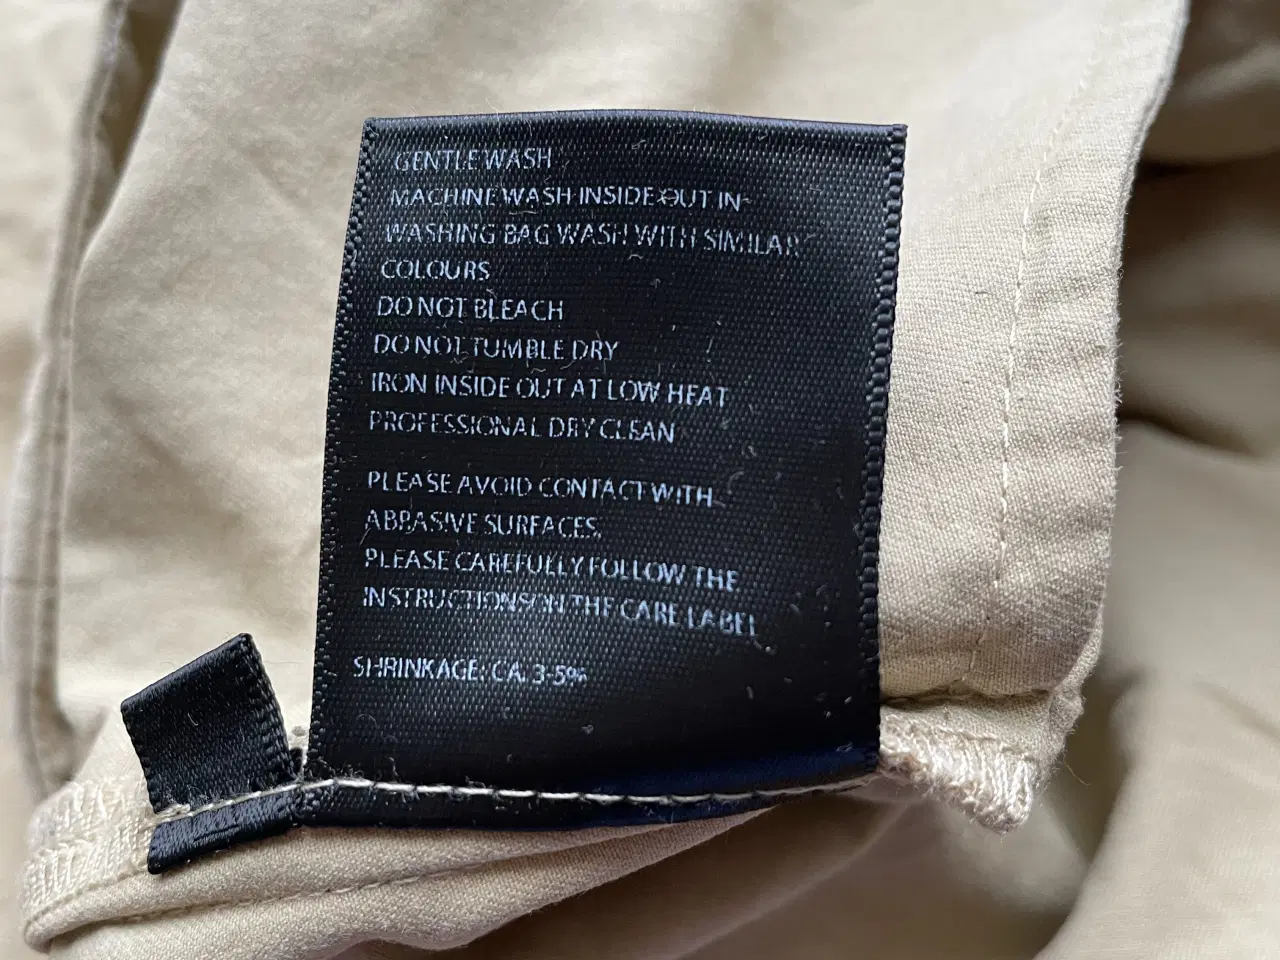 GENTLE WASH
MACHINE WASH INSIDE OUT IN
WASHING BAG WASH WITH SIMILAR
COLOURS
DO NOT BLEACH
DO NOT TUMBLE DRY
IRON INSIDE OUT AT LOW HEAT
PROFESSIONAL DRY CLEAN
PLEASE AVOID CONTACT WITH
ABRASIVE SURFACES.
PLEASE CAREFULLY FOLLOW THE
INSTRUCTIONS ON THE CARE LABEL
SHRINKAGE: CA. 3-5%